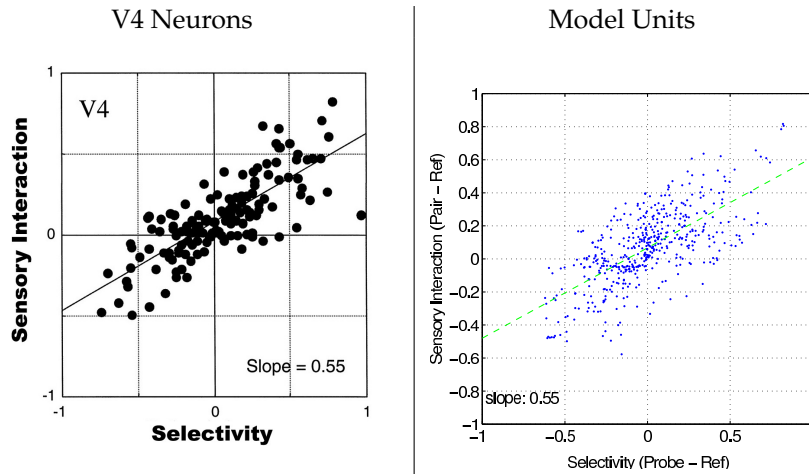 V4 Neurons
Model Units
1
V4
Sensory Interaction
0
Slope = 0.55
-1
-1
0
1
Selectivity
Sensory Interaction (Pair – Ref)
1
0.8
0.6
0.4
0.2
0
−0.2
−0.4
−0.6
−0.8
−1
slope: 0.55
−1
−0.5
0
0.5
Selectivity (Probe – Ref)